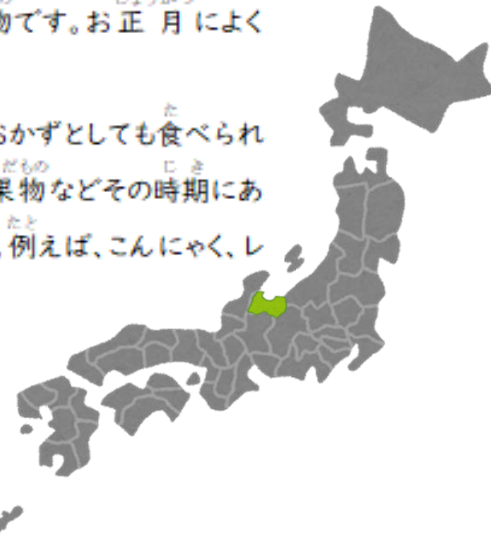 物です。お正月によく
おかずとしても食べられ
果物などその時期にあ
、例えば、こんにゃく、レ